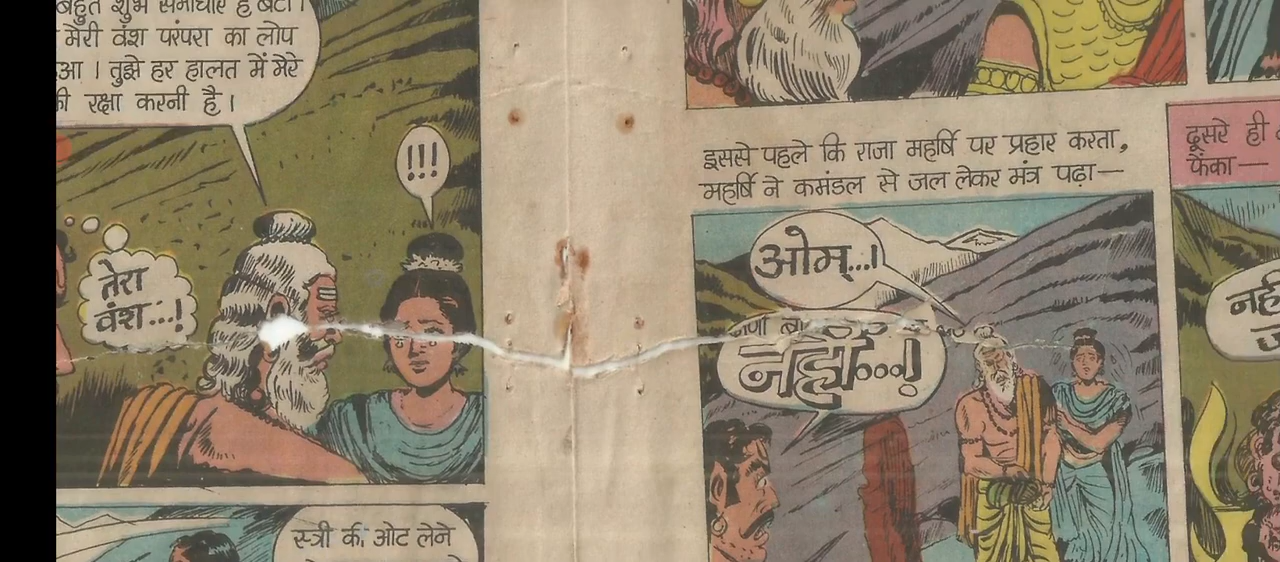 बहुत शुभ समाचार है बेटी।
मेरी वंश परंपरा का लोप
हुआ । तुझे हर हालत में मेरे
की रक्षा करनी है।
!!!
तेरा
वंश...!
स्त्री की ओट लेने
इससे पहले कि राजा महर्षि पर प्रहार करता,
महर्षि ने कमंडल से जल लेकर मंत्र पढ़ा—
ओम्...!
नहीं...!
दूसरे ही
फेंका—